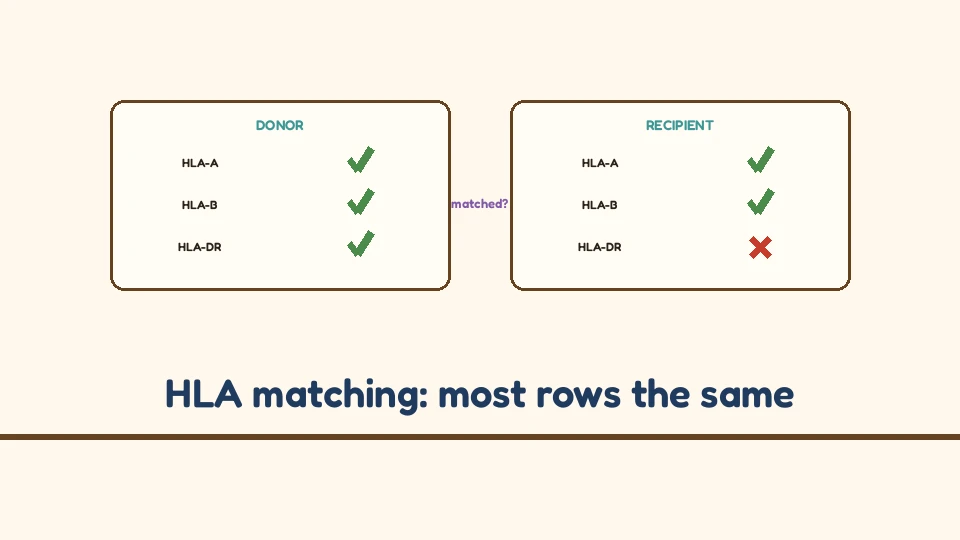 DONOR
HLA-A
HLA-B
HLA-DR
matched?
RECIPIENT
HLA-A
HLA-B
HLA-DR
HLA matching: most rows the same